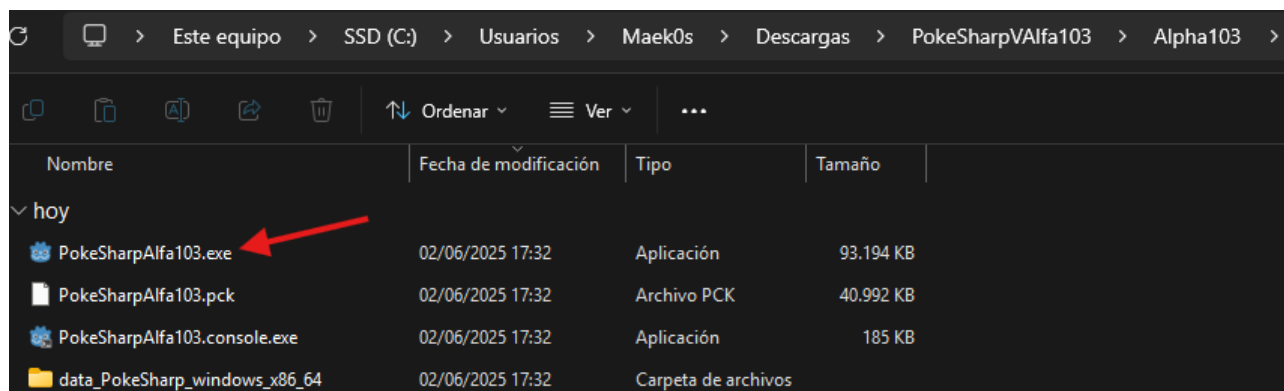 Este equipo > SSD (C:) > Usuarios > Maek0s > Descargas > PokeSharpVAlfa103 > Alpha103 >
Ordenar Ver ...
Nombre Fecha de modificación Tipo Tamaño
hoy
PokeSharpAlfa103.exe 02/06/2025 17:32 Aplicación 93.194 KB
PokeSharpAlfa103.pck 02/06/2025 17:32 Archivo PCK 40.992 KB
PokeSharpAlfa103.console.exe 02/06/2025 17:32 Aplicación 185 KB
data_PokeSharp_windows_x86_64 02/06/2025 17:32 Carpeta de archivos